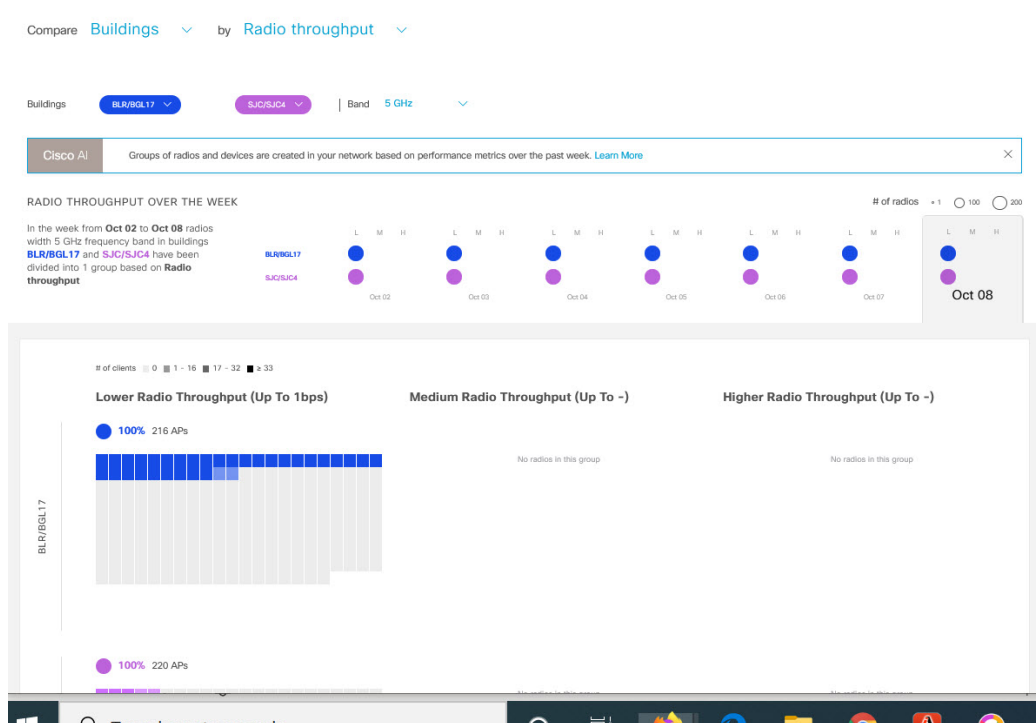 Compare Buildings by Radio throughput
Buildings BLR/BGL17 SJC/SJC4 | Band 5 GHz
Cisco AI Groups of radios and devices are created in your network based on performance metrics over the past week. Learn More
RADIO THROUGHPUT OVER THE WEEK
# of radios 1 100 200
In the week from Oct 02 to Oct 08 radios
width 5 GHz frequency band in buildings
BLR/BGL17 and SJC/SJC4 have been
divided into 1 group based on Radio
throughput
L M H L M H L M H L M H L M H L M H L M H
BLR/BGL17
SJC/SJC4
Oct 02 Oct 03 Oct 04 Oct 05 Oct 06 Oct 07 Oct 08
# of clients 0 1 - 16 17 - 32 ≥ 33
Lower Radio Throughput (Up To 1bps) Medium Radio Throughput (Up To -) Higher Radio Throughput (Up To -)
100% 216 APs
No radios in this group No radios in this group
BLR/BGL17
100% 220 APs